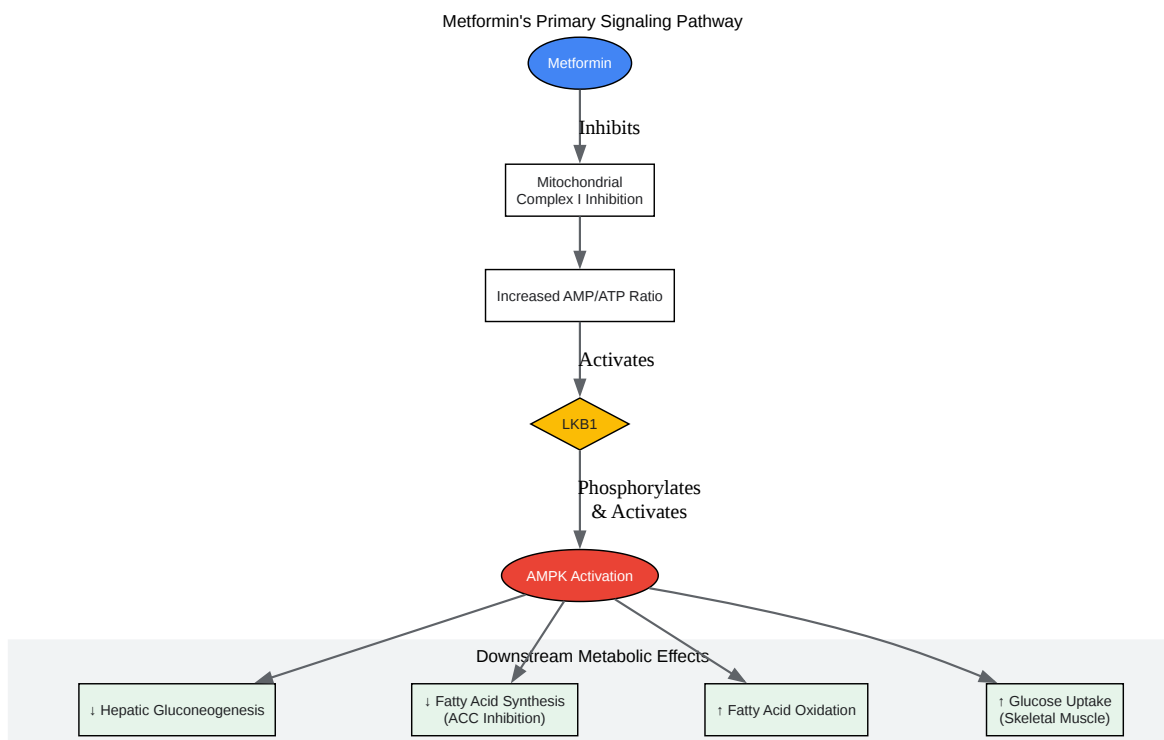 Metformin's Primary Signaling Pathway
Metformin
Inhibits
Mitochondrial
Complex I Inhibition
Increased AMP/ATP Ratio
Activates
LKB1
Phosphorylates
& Activates
AMPK Activation
Downstream Metabolic Effects
↓ Hepatic Gluconeogenesis
↓ Fatty Acid Synthesis
(ACC Inhibition)
↑ Fatty Acid Oxidation
↑ Glucose Uptake
(Skeletal Muscle)